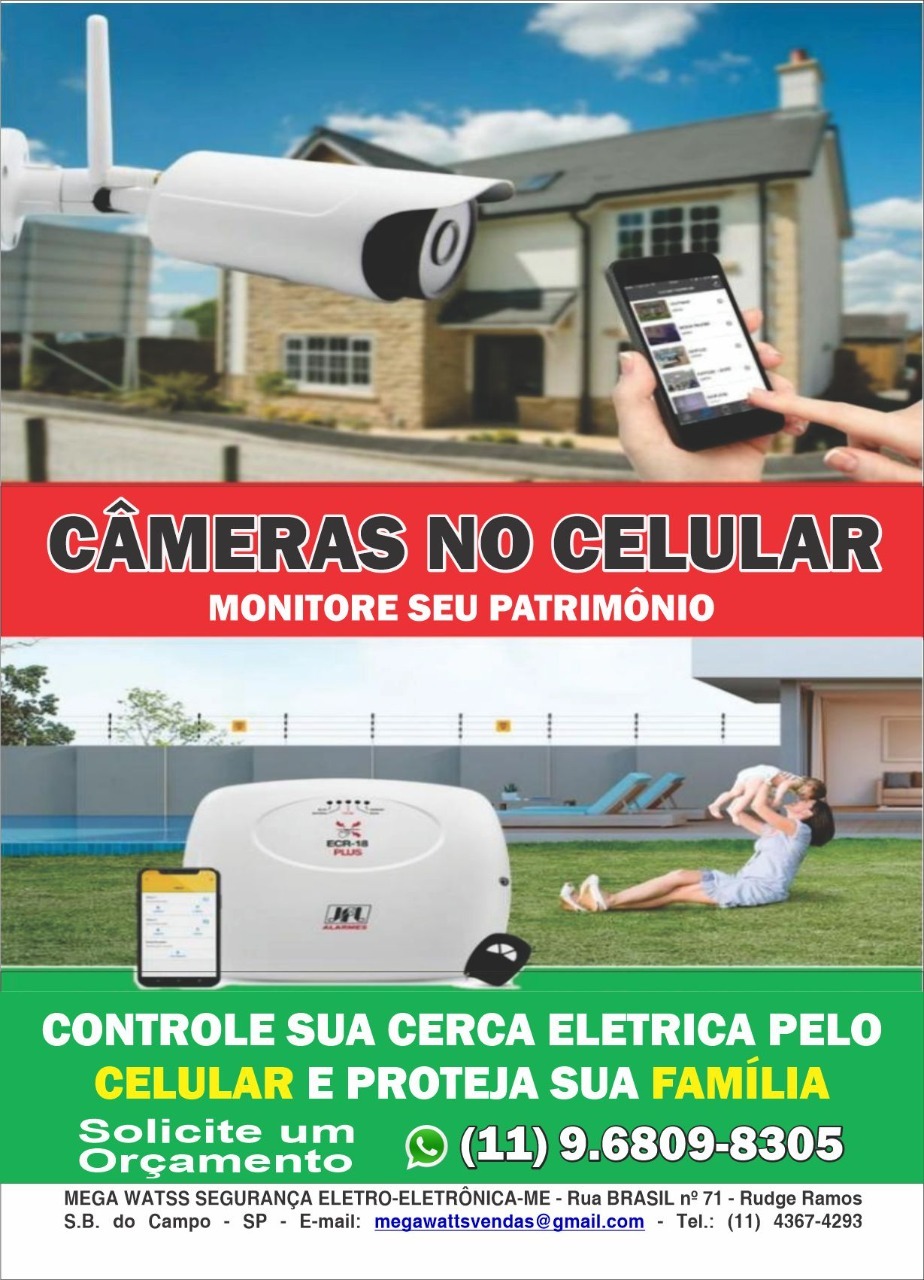 CÂMERAS NO CELULAR
MONITORE SEU PATRIMÔNIO
ECR-18
PLUS
JFL
ALARMES
CONTROLE SUA CERCA ELETRICA PELO
CELULAR E PROTEJA SUA FAMÍLIA
Solicite um
Orçamento
(11) 9.6809-8305
MEGA WATSS SEGURANÇA ELETRO-ELETRÔNICA-ME - Rua BRASIL nº 71 - Rudge Ramos
S.B. do Campo - SP - E-mail: megawattsvendas@gmail.com - Tel.: (11) 4367-4293